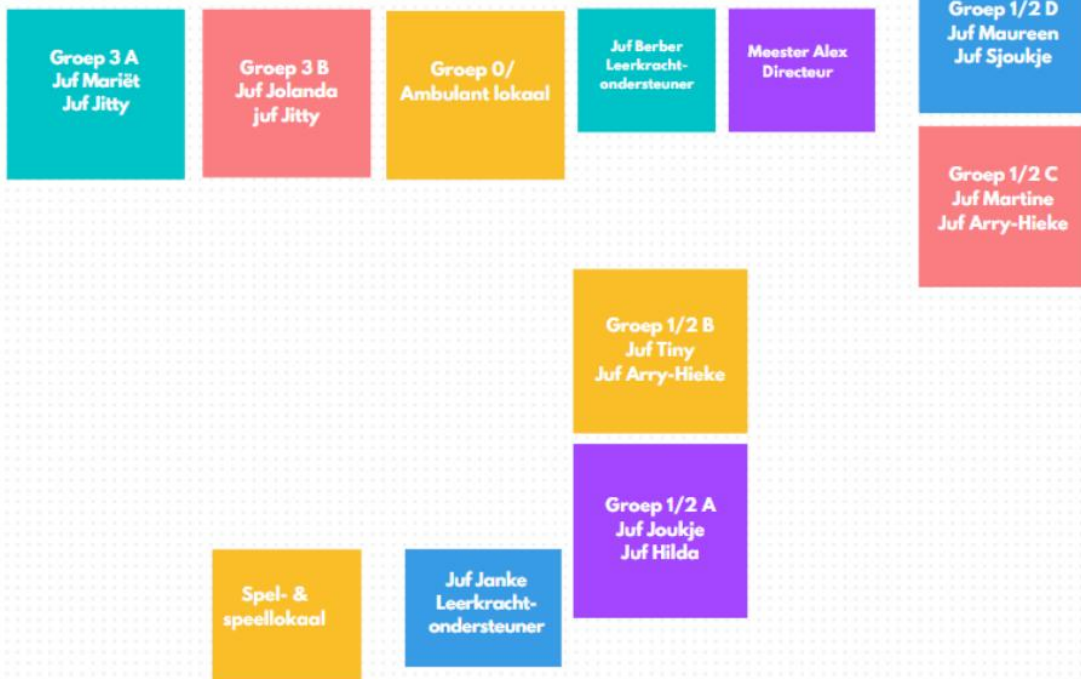 Groep 3 A
Juf Mariët
Juf Jitty
Groep 3 B
Juf Jolanda
juf Jitty
Groep 0/
Ambulant lokaal
Juf Berber
Leerkracht-
ondersteuner
Meester Alex
Directeur
Groep 1/2 D
Juf Maureen
Juf Sjoukje
Groep 1/2 C
Juf Martine
Juf Arry-Hieke
Groep 1/2 B
Juf Tiny
Juf Arry-Hieke
Groep 1/2 A
Juf Joukje
Juf Hilda
Spel- &
speellokaal
Juf Janke
Leerkracht-
ondersteuner